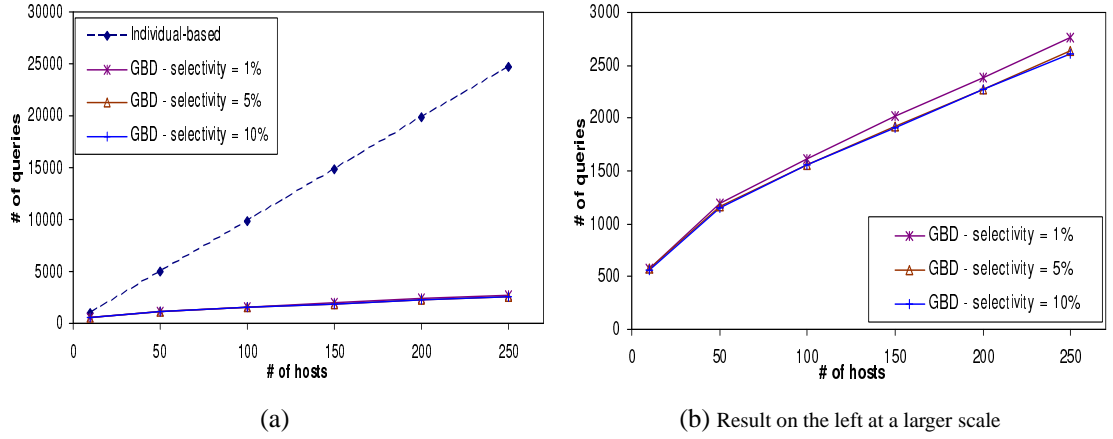 30000
25000
20000
15000
10000
5000
0
# of queries
Individual-based
GBD - selectivity = 1%
GBD - selectivity = 5%
GBD - selectivity = 10%
0 50 100 150 200 250
# of hosts
(a)
3000
2500
2000
1500
1000
500
0
# of queries
GBD - selectivity = 1%
GBD - selectivity = 5%
GBD - selectivity = 10%
0 50 100 150 200 250
# of hosts
(b) Result on the left at a larger scale